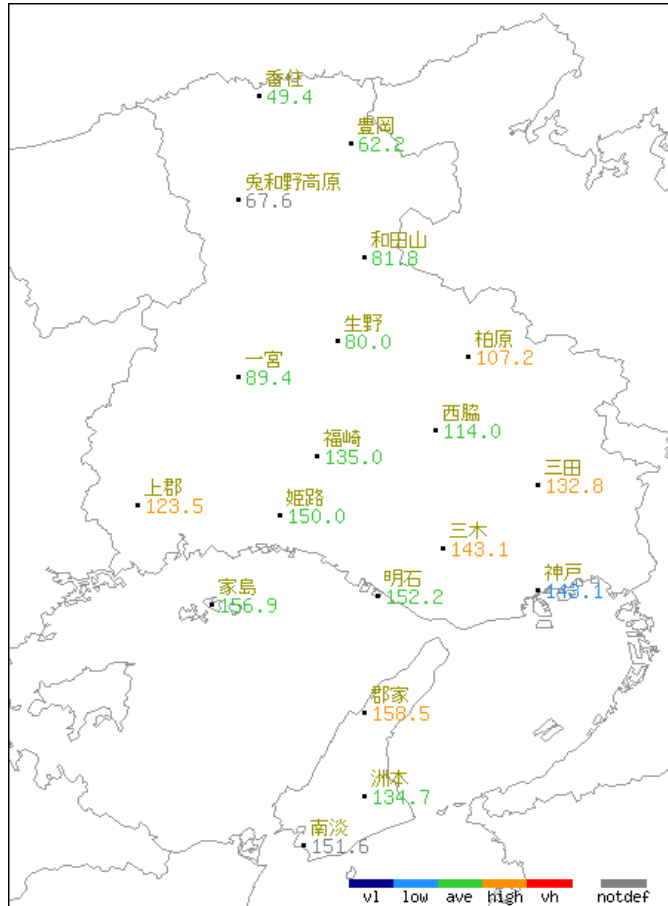 香住
49.4
豊岡
62.2
兎和野高原
67.6
和田山
81.8
生野
80.0
柏原
107.2
一宮
89.4
西脇
114.0
福崎
135.0
三田
132.8
上郡
123.5
姫路
150.0
三木
143.1
神戸
143.1
家島
156.9
明石
152.2
郡家
158.5
洲本
134.7
南淡
151.6
vl low ave high vh notdef